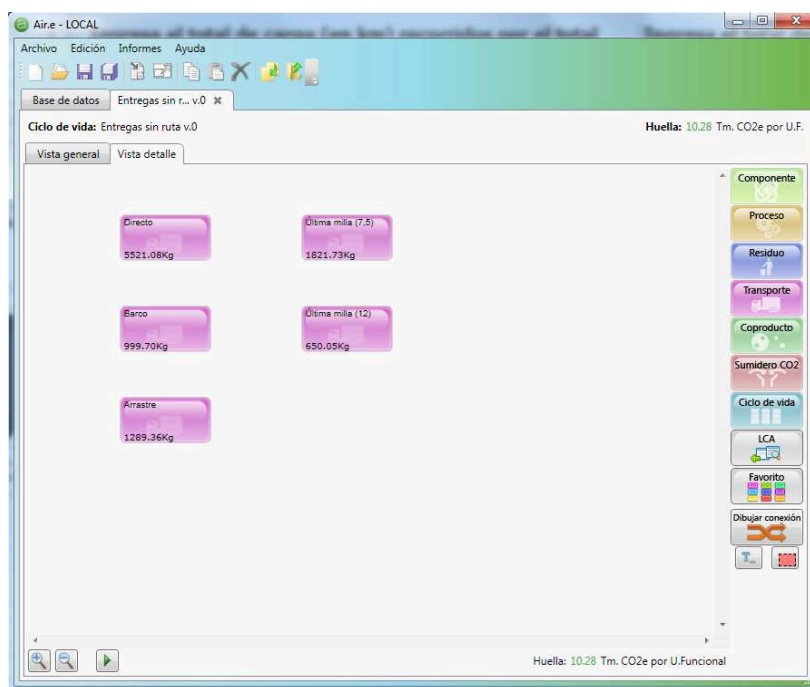 Air.e - LOCAL
Archivo Edición Informes Ayuda
Base de datos Entregas sin r... v.0
Ciclo de vida: Entregas sin ruta v.0 Huella: 10.28 Tm. CO2e por U.F.
Vista general Vista detalle
Directo
5521.08Kg
Última milla (7,5)
1821.73Kg
Barco
999.70Kg
Última milla (12)
650.05Kg
Arrastre
1289.36Kg
Componente
Proceso
Residuo
Transporte
Coproducto
Sumidero CO2
Ciclo de vida
LCA
Favorito
Dibujar conexión
T...
Huella: 10.28 Tm. CO2e por U.Funcional